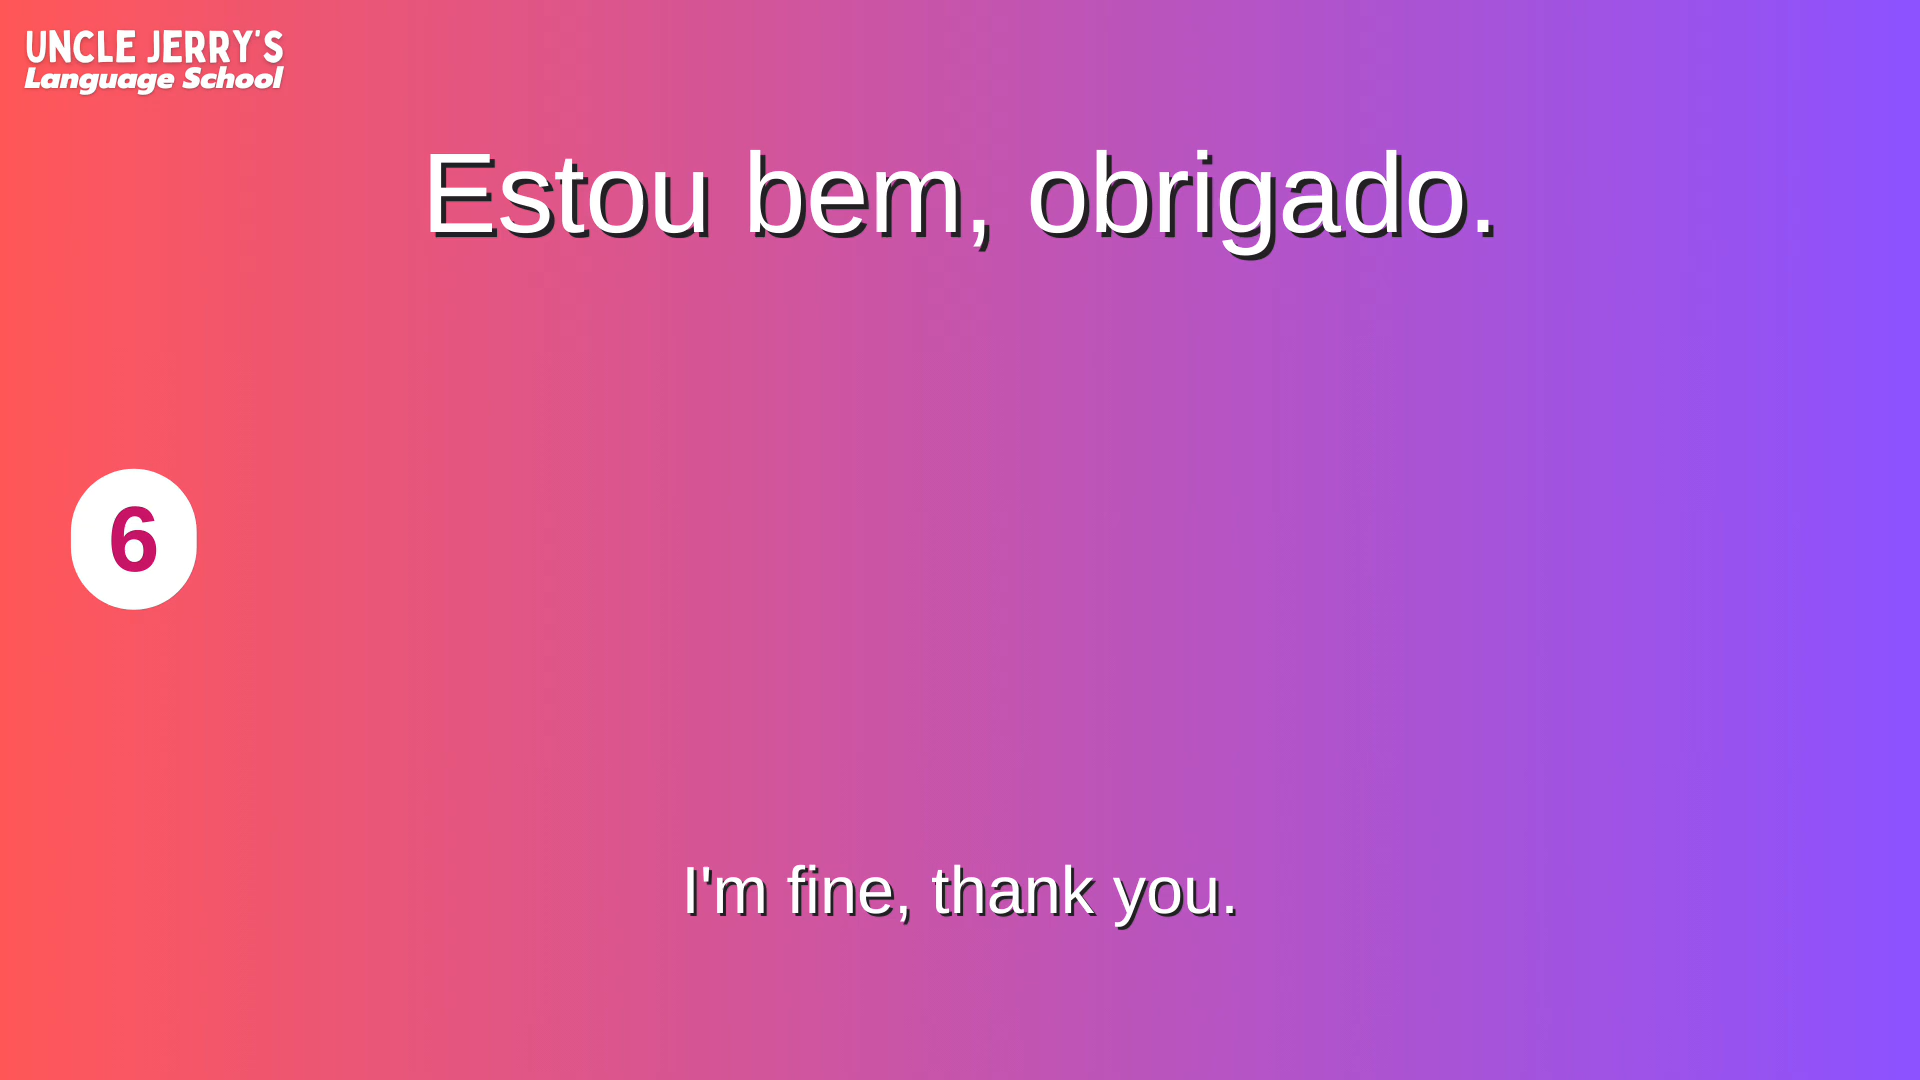 UNCLE JERRY'S
Language School
Estou bem, obrigado.
6
I'm fine, thank you.